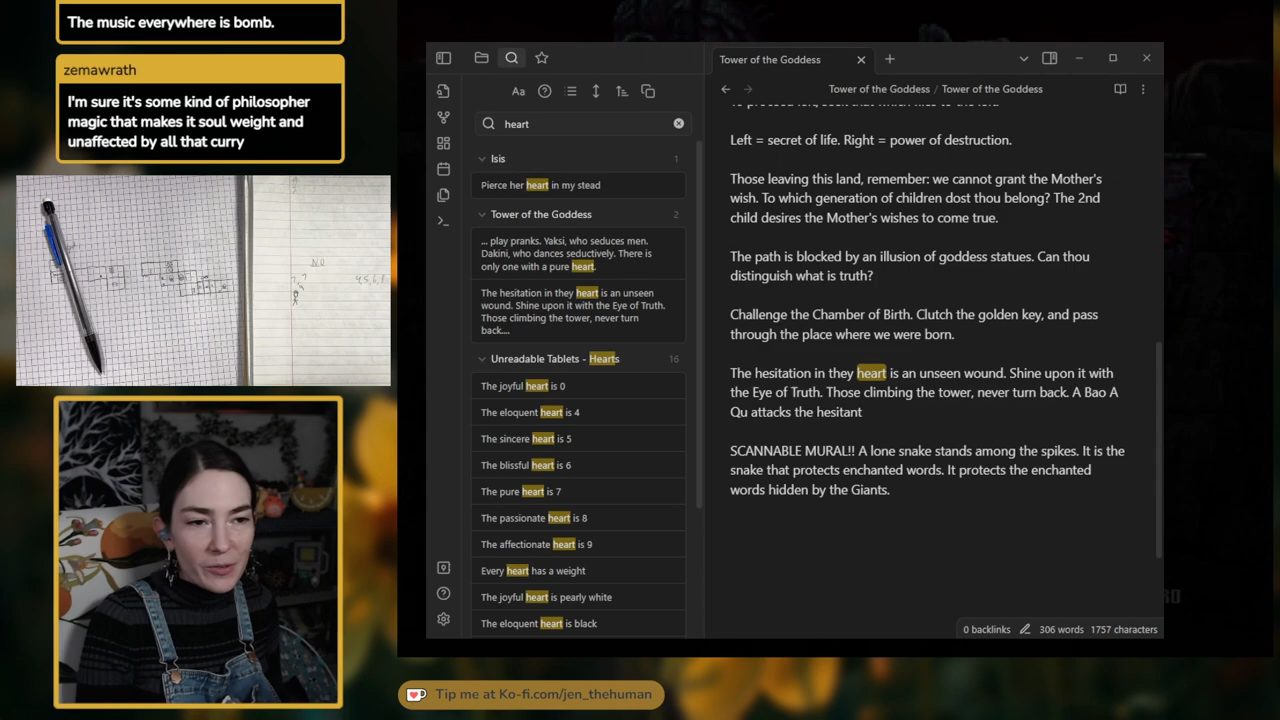 The music everywhere is bomb.
zemawrath
I'm sure it's some kind of philosopher
magic that makes it soul weight and
unaffected by all that curry
Tower of the Goddess
Aa
Tower of the Goddess / Tower of the Goddess
heart
Isis 1
Pierce her heart in my stead
Tower of the Goddess 2
... play pranks. Yaksi, who seduces men.
Dakini, who dances seductively. There is
only one with a pure heart.
The hesitation in they heart is an unseen
wound. Shine upon it with the Eye of Truth.
Those climbing the tower, never turn
back....
Unreadable Tablets - Hearts 16
The joyful heart is 0
The eloquent heart is 4
The sincere heart is 5
The blissful heart is 6
The pure heart is 7
The passionate heart is 8
The affectionate heart is 9
Every heart has a weight
The joyful heart is pearly white
The eloquent heart is black
Left = secret of life. Right = power of destruction.
Those leaving this land, remember: we cannot grant the Mother's
wish. To which generation of children dost thou belong? The 2nd
child desires the Mother's wishes to come true.
The path is blocked by an illusion of goddess statues. Can thou
distinguish what is truth?
Challenge the Chamber of Birth. Clutch the golden key, and pass
through the place where we were born.
The hesitation in they heart is an unseen wound. Shine upon it with
the Eye of Truth. Those climbing the tower, never turn back. A Bao A
Qu attacks the hesitant
SCANNABLE MURAL!! A lone snake stands among the spikes. It is the
snake that protects enchanted words. It protects the enchanted
words hidden by the Giants.
0 backlinks 306 words 1757 characters
Tip me at Ko-fi.com/jen_thehuman